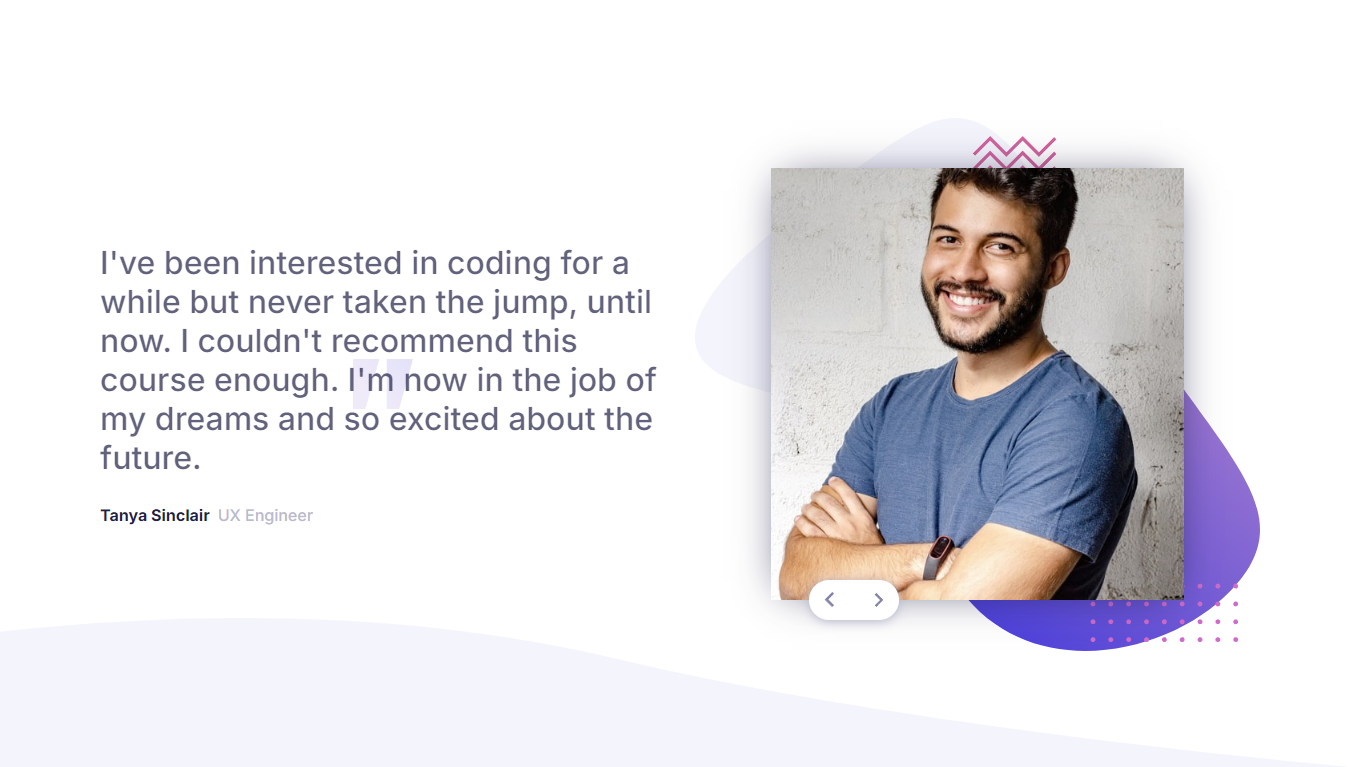 I've been interested in coding for a
while but never taken the jump, until
now. I couldn't recommend this
course enough. I'm now in the job of
my dreams and so excited about the
future.
Tanya Sinclair UX Engineer